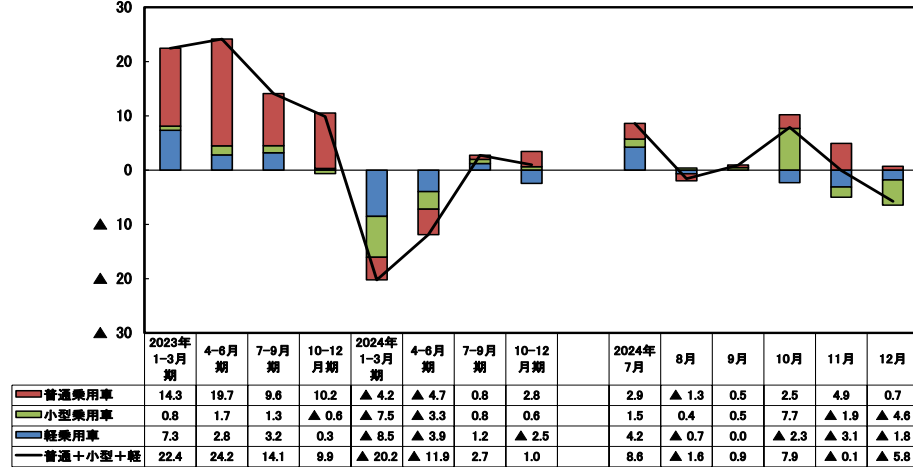 30
20
10
0
▲ 10
▲ 20
▲ 30
2023年 1-3月期 4-6月期 7-9月期 10-12月期 2024年 1-3月期 4-6月期 7-9月期 10-12月期 2024年 7月 8月 9月 10月 11月 12月
普通乗用車 14.3 19.7 9.6 10.2 ▲ 4.2 ▲ 4.7 0.8 2.8 2.9 ▲ 1.3 0.5 2.5 4.9 0.7
小型乗用車 0.8 1.7 1.3 ▲ 0.6 ▲ 7.5 ▲ 3.3 0.8 0.6 1.5 0.4 0.5 7.7 ▲ 1.9 ▲ 4.6
軽乗用車 7.3 2.8 3.2 0.3 ▲ 8.5 ▲ 3.9 1.2 ▲ 2.5 4.2 ▲ 0.7 0.0 ▲ 2.3 ▲ 3.1 ▲ 1.8
普通＋小型＋軽 22.4 24.2 14.1 9.9 ▲ 20.2 ▲ 11.9 2.7 1.0 8.6 ▲ 1.6 0.9 7.9 ▲ 0.1 ▲ 5.8